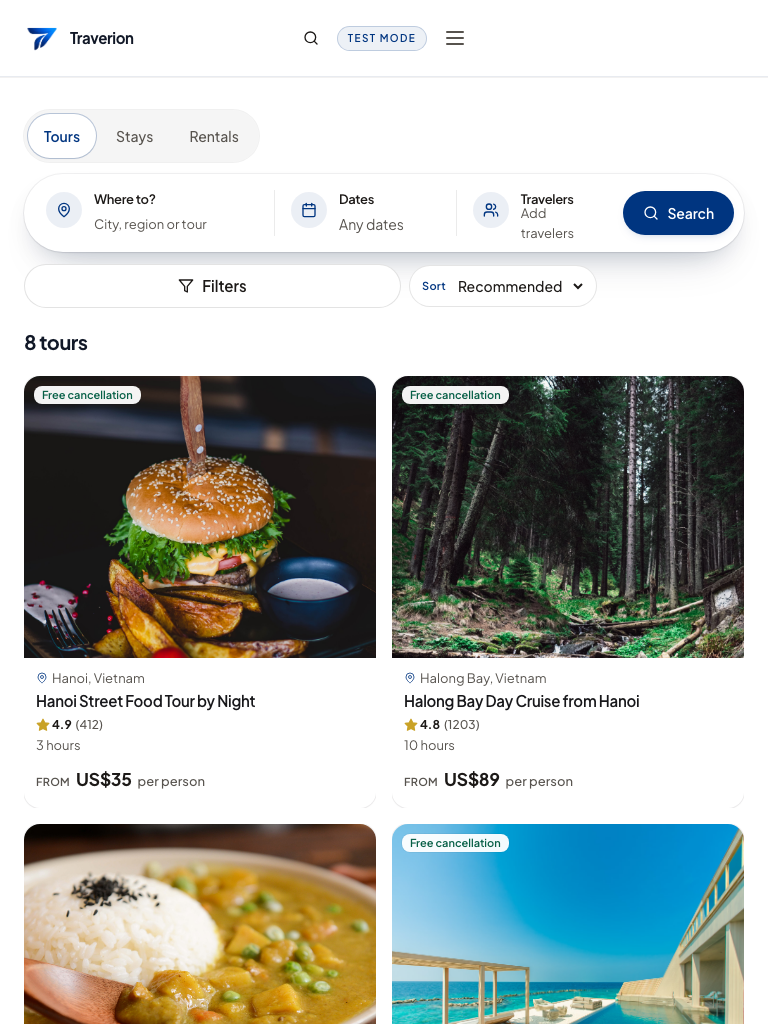 Traverion
TEST MODE
Tours
Stays
Rentals
Where to?
City, region or tour
Dates
Any dates
Travelers
Add
travelers
Search
Filters
Sort
Recommended
8 tours
Free cancellation
Hanoi, Vietnam
Hanoi Street Food Tour by Night
4.9 (412)
3 hours
FROM US$35 per person
Free cancellation
Halong Bay, Vietnam
Halong Bay Day Cruise from Hanoi
4.8 (1203)
10 hours
FROM US$89 per person
Free cancellation